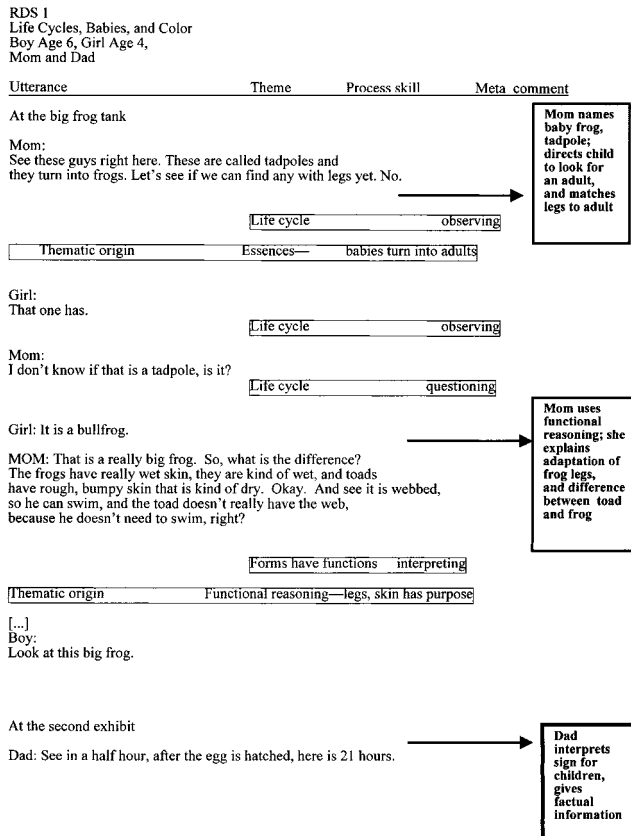 RDS 1
Life Cycles, Babies, and Color
Boy Age 6, Girl Age 4,
Mom and Dad
Utterance Theme Process skill Meta comment
At the big frog tank
Mom:
See these guys right here. These are called tadpoles and
they turn into frogs. Let's see if we can find any with legs yet. No.
Mom names
baby frog,
tadpole;
directs child
to look for
an adult,
and matches
legs to adult
Life cycle observing
Thematic origin Essences— babies turn into adults
Girl:
That one has.
Life cycle observing
Mom:
I don't know if that is a tadpole, is it?
Life cycle questioning
Girl: It is a bullfrog.
MOM: That is a really big frog. So, what is the difference?
The frogs have really wet skin, they are kind of wet, and toads
have rough, bumpy skin that is kind of dry. Okay. And see it is webbed,
so he can swim, and the toad doesn't really have the web,
because he doesn't need to swim, right?
Mom uses
functional
reasoning; she
explains
adaptation of
frog legs,
and difference
between toad
and frog
Forms have functions interpreting
Thematic origin Functional reasoning—legs, skin has purpose
[...]
Boy:
Look at this big frog.
At the second exhibit
Dad: See in a half hour, after the egg is hatched, here is 21 hours.
Dad
interprets
sign for
children,
gives
factual
information